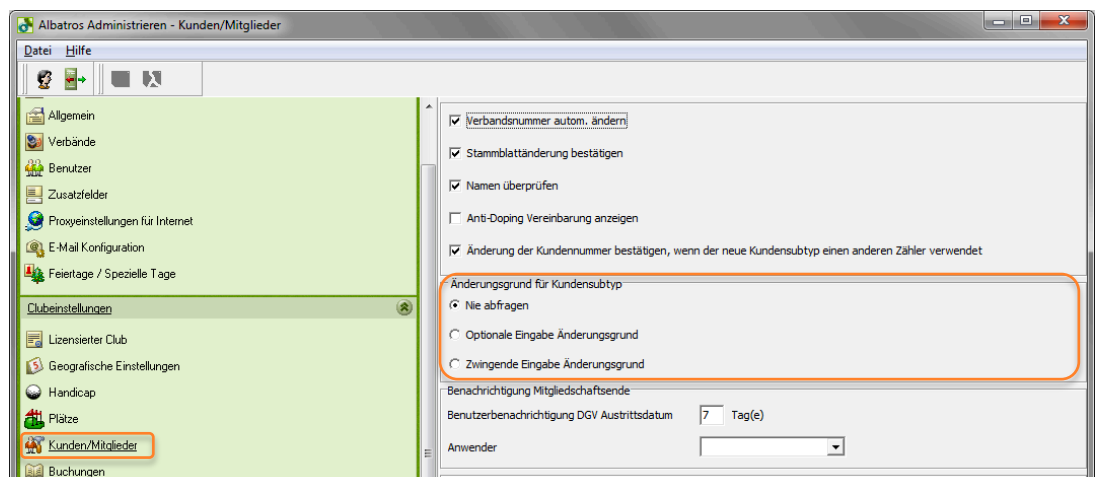 Albatros Administrieren - Kunden/Mitglieder
Datei Hilfe
Allgemein
Verbände
Benutzer
Zusatzfelder
Proxyeinstellungen für Internet
E-Mail Konfiguration
Feiertage / Spezielle Tage
Clubeinstellungen
Lizensierter Club
Geografische Einstellungen
Handicap
Plätze
Kunden/Mitglieder
Buchungen
Verbandsnummer autom. ändern
Stammblattänderung bestätigen
Namen überprüfen
Anti-Doping Vereinbarung anzeigen
Änderung der Kundennummer bestätigen, wenn der neue Kundensubtyp einen anderen Zähler verwendet
Änderungsgrund für Kundensubtyp
Nie abfragen
Optionale Eingabe Änderungsgrund
Zwingende Eingabe Änderungsgrund
Benachrichtigung Mitgliedschaftsende
Benutzerbenachrichtigung DGV Austrittsdatum 7 Tag(e)
Anwender